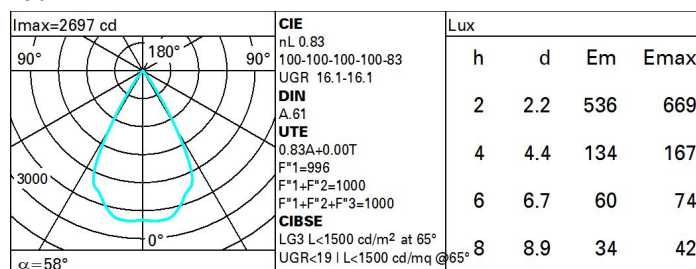 Imax=2697 cd
90°
180°
90°
3000
0°
α=58°
CIE
nL 0.83
100-100-100-100-83
UGR 16.1-16.1
DIN
A.61
UTE
0.83A+0.00T
F"1=996
F"1+F"2=1000
F"1+F"2+F"3=1000
CIBSE
LG3 L<1500 cd/m² at 65°
UGR<19 | L<1500 cd/mq @65°
Lux
h d Em Emax
2 2.2 536 669
4 4.4 134 167
6 6.7 60 74
8 8.9 34 42